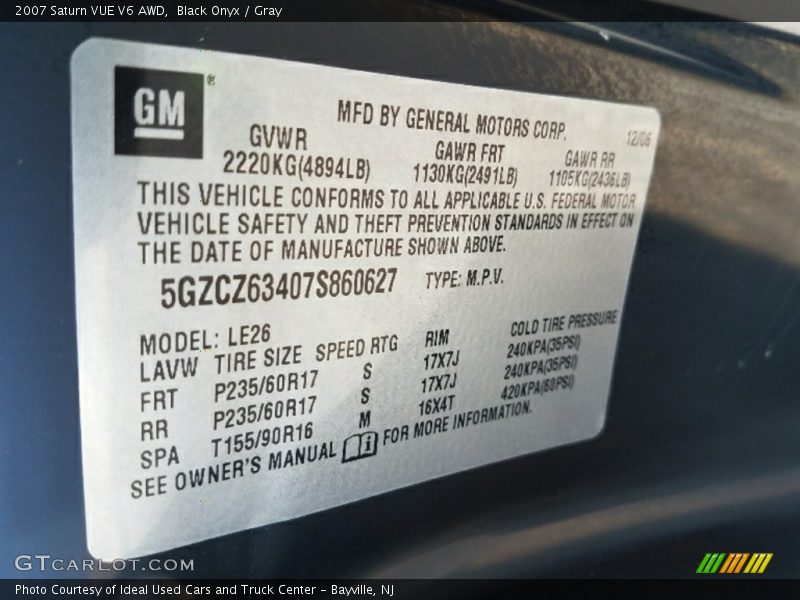 2007 Saturn VUE V6 AWD, Black Onyx / Gray
GM
MFD BY GENERAL MOTORS CORP. 12/06
GVWR GAWR FRT GAWR RR
2220KG(4894LB) 1130KG(2491LB) 1105KG(2436LB)
THIS VEHICLE CONFORMS TO ALL APPLICABLE U.S. FEDERAL MOTOR
VEHICLE SAFETY AND THEFT PREVENTION STANDARDS IN EFFECT ON
THE DATE OF MANUFACTURE SHOWN ABOVE.
5GZCZ63407S860627 TYPE: M.P.V.
MODEL: LE26
LAVW TIRE SIZE SPEED RTG RIM COLD TIRE PRESSURE
FRT P235/60R17 S 17X7J 240KPA(35PSI)
RR P235/60R17 S 17X7J 240KPA(35PSI)
SPA T155/90R16 M 16X4T 420KPA(60PSI)
SEE OWNER'S MANUAL i FOR MORE INFORMATION.
GTCARLOT.COM
Photo Courtesy of Ideal Used Cars and Truck Center - Bayville, NJ